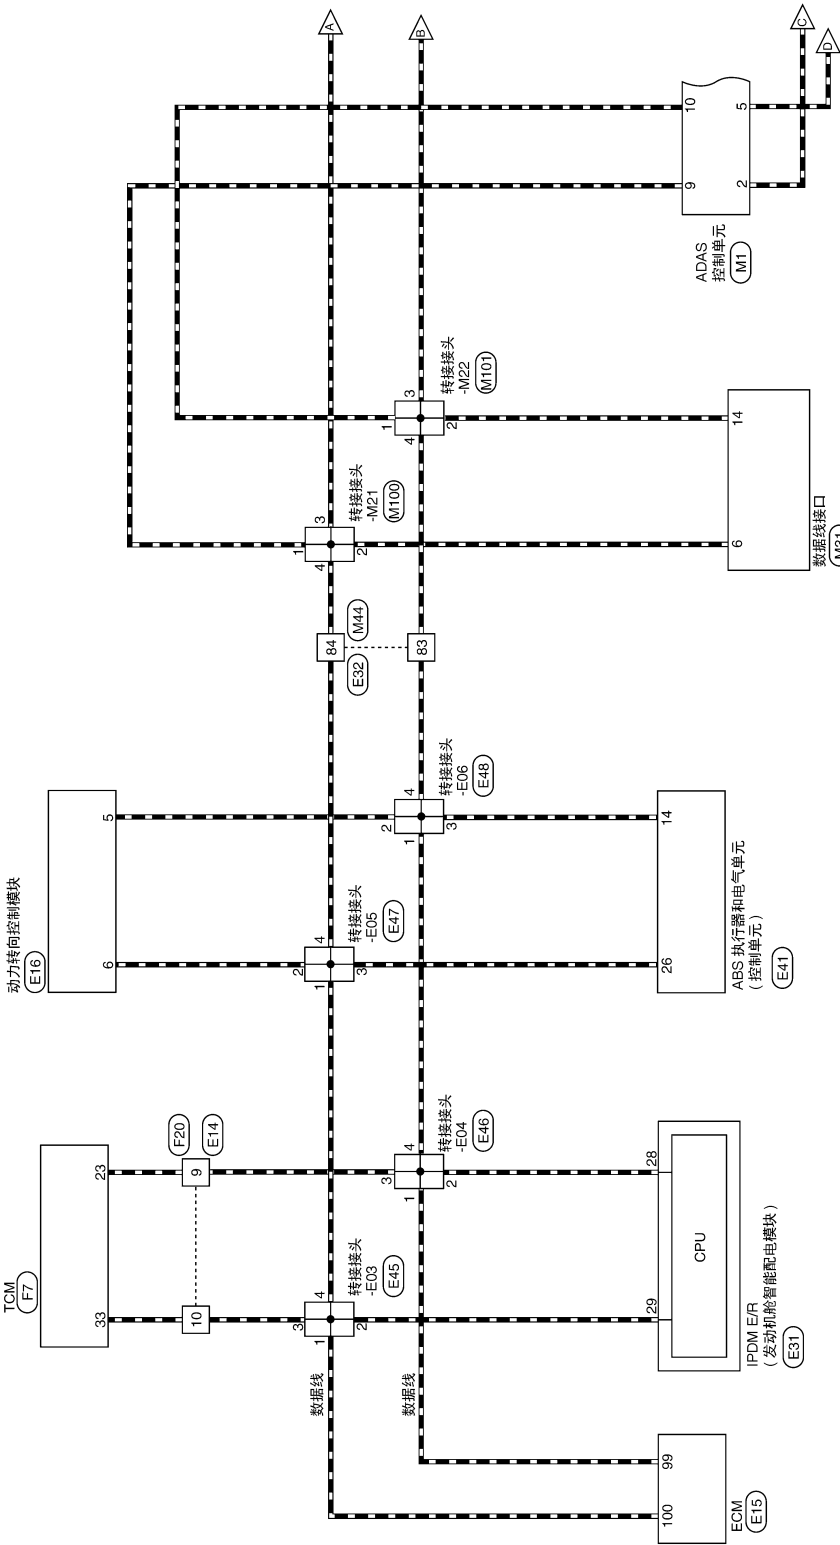 TCM
F7
33
23
动力转向控制模块
E16
6
5
F20
E14
10
9
数据线
数据线
3
1
4
2
转接接头
-E03
E45
3
1
4
2
转接接头
-E04
E46
2
1
4
3
转接接头
-E05
E47
2
1
4
3
转接接头
-E06
E48
84
83
E32
M44
1
4
3
2
转接接头
-M21
M100
1
4
3
2
转接接头
-M22
M101
A
B
C
D
100
99
ECM
E15
29
28
CPU
IPDM E/R
(发动机舱智能配电模块)
E31
26
14
ABS 执行器和电气单元
(控制单元)
E41
6
14
数据线接口
9
10
2
5
ADAS
控制单元
M1